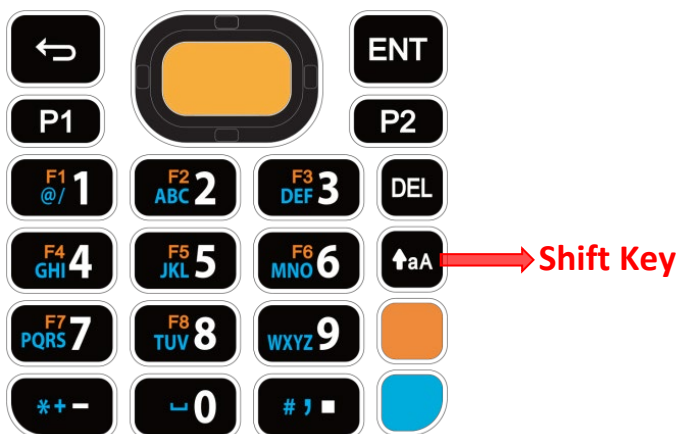 ENT
P1 P2
F1 @/ 1 F2 ABC 2 F3 DEF 3 DEL
F4 GHI 4 F5 JKL 5 F6 MNO 6 aA Shift Key
F7 PQRS 7 F8 TUV 8 WXYZ 9
*+- ⎵0 #,.